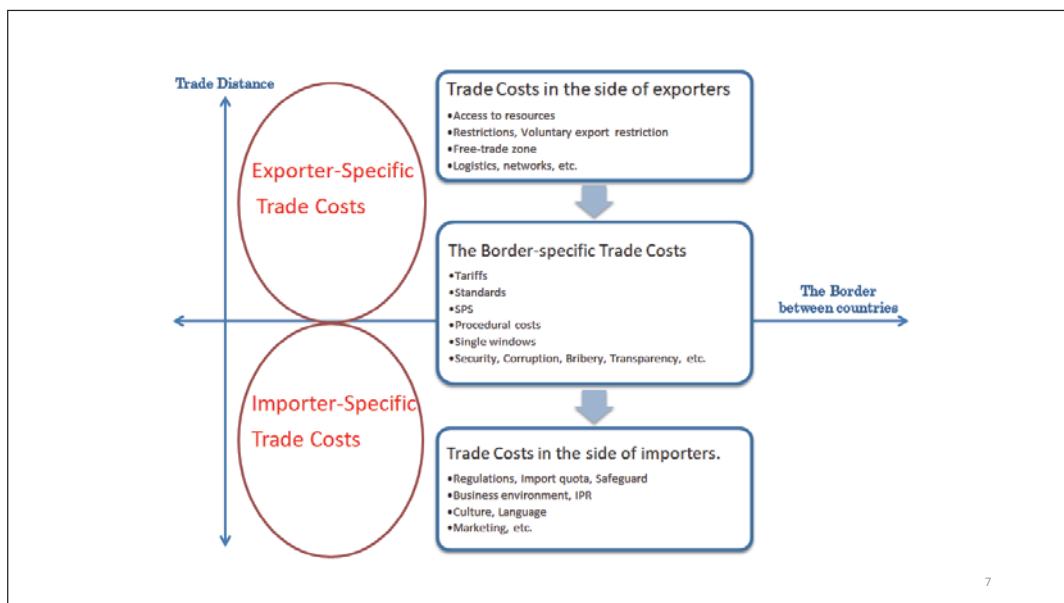 Trade Distance
Exporter-Specific
Trade Costs
Importer-Specific
Trade Costs
Trade Costs in the side of exporters
•Access to resources
•Restrictions, Voluntary export restriction
•Free-trade zone
•Logistics, networks, etc.
The Border-specific Trade Costs
•Tariffs
•Standards
•SPS
•Procedural costs
•Single windows
•Security, Corruption, Bribery, Transparency, etc.
The Border
between countries
Trade Costs in the side of importers.
•Regulations, Import quota, Safeguard
•Business environment, IPR
•Culture, Language
•Marketing, etc.
7